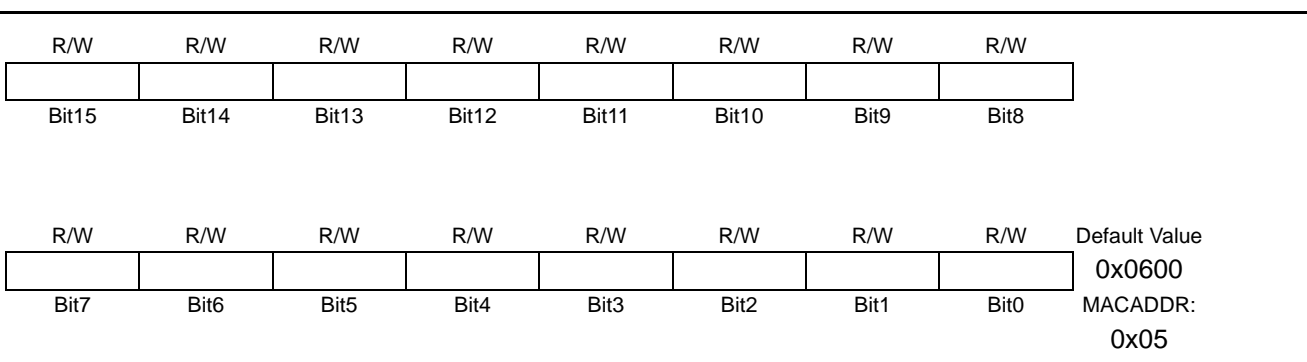 R/W R/W R/W R/W R/W R/W R/W R/W
Bit15 Bit14 Bit13 Bit12 Bit11 Bit10 Bit9 Bit8
R/W R/W R/W R/W R/W R/W R/W R/W Default Value
0x0600
Bit7 Bit6 Bit5 Bit4 Bit3 Bit2 Bit1 Bit0 MACADDR:
0x05